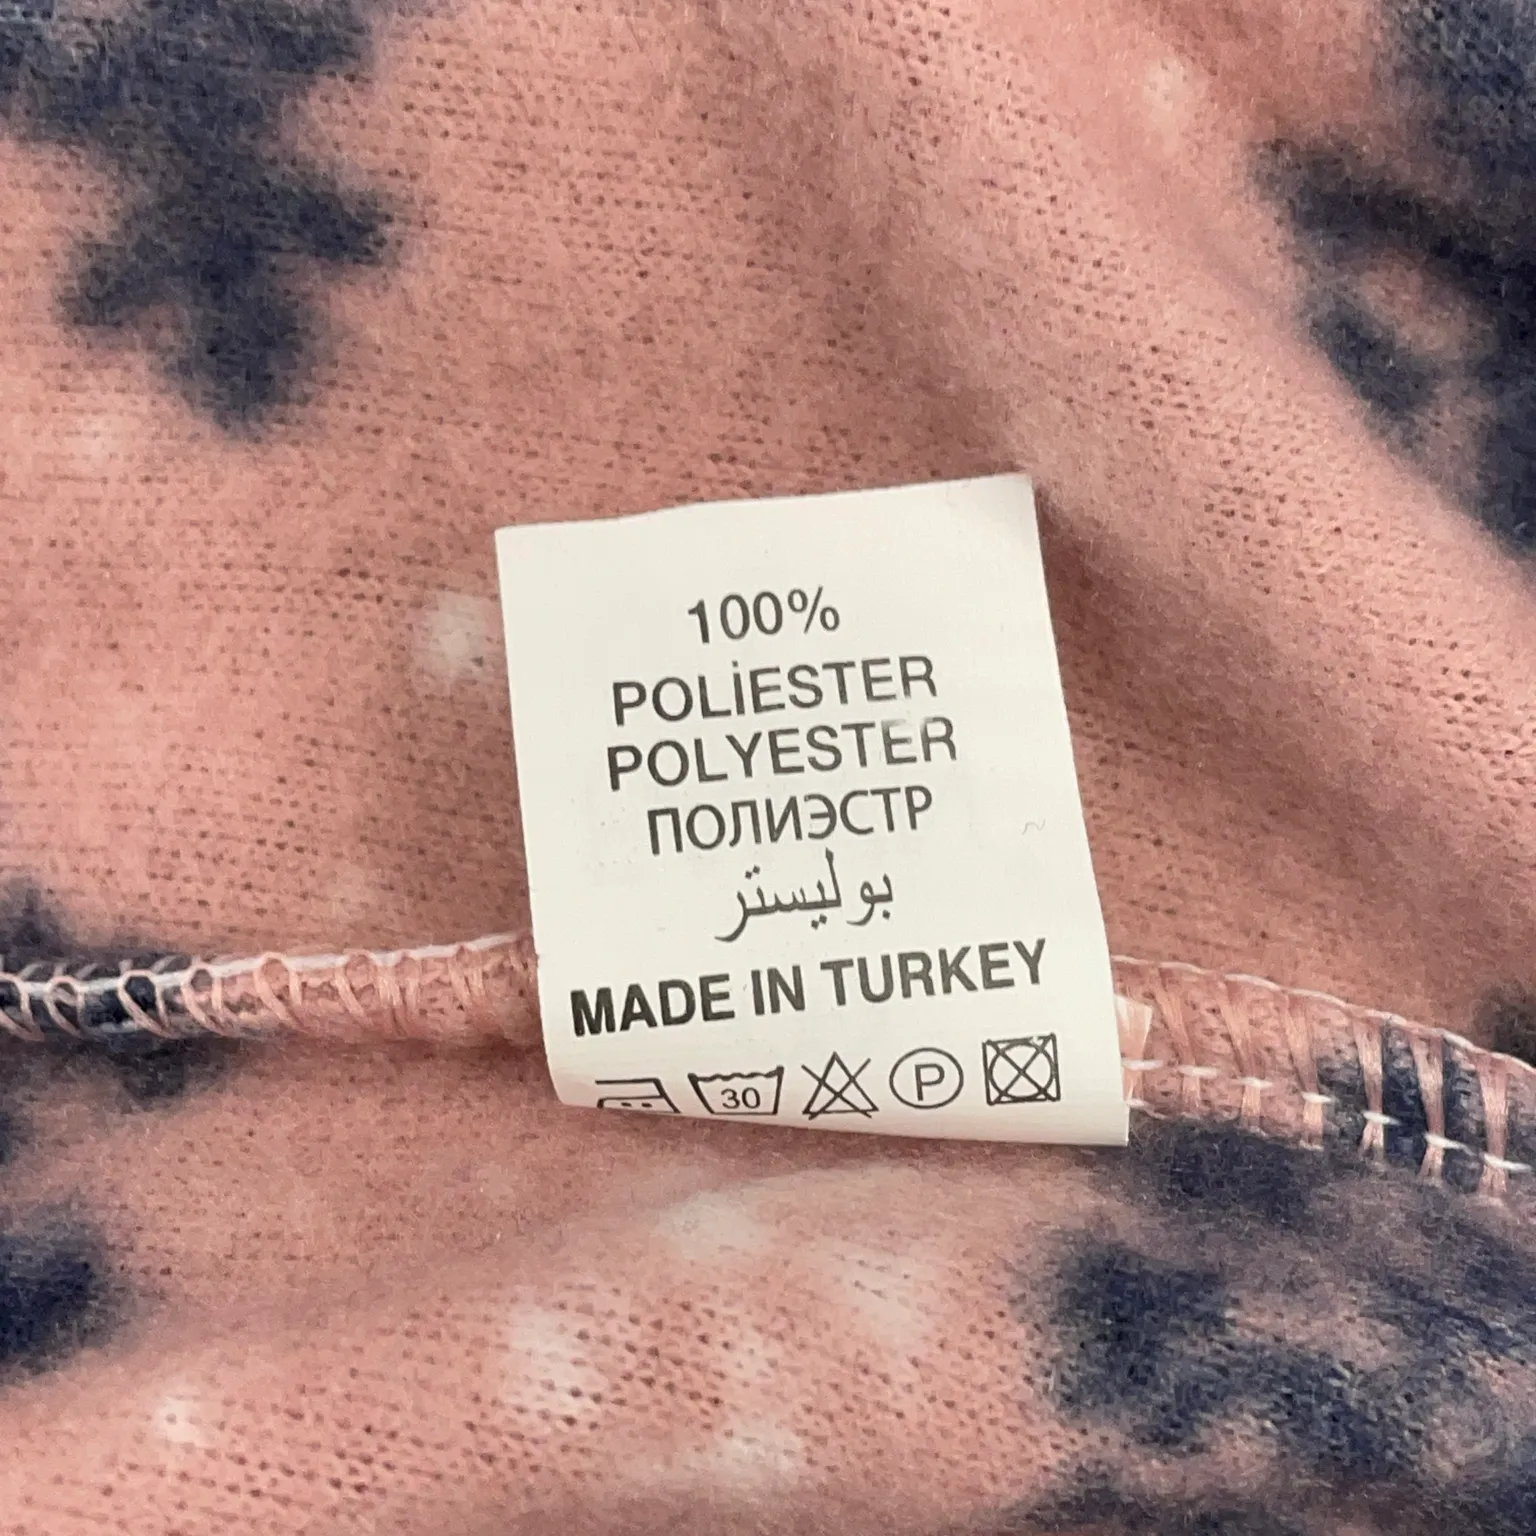 100%
POLİESTER
POLYESTER
ПОЛИЭСТР
بوليستر
MADE IN TURKEY
30 P